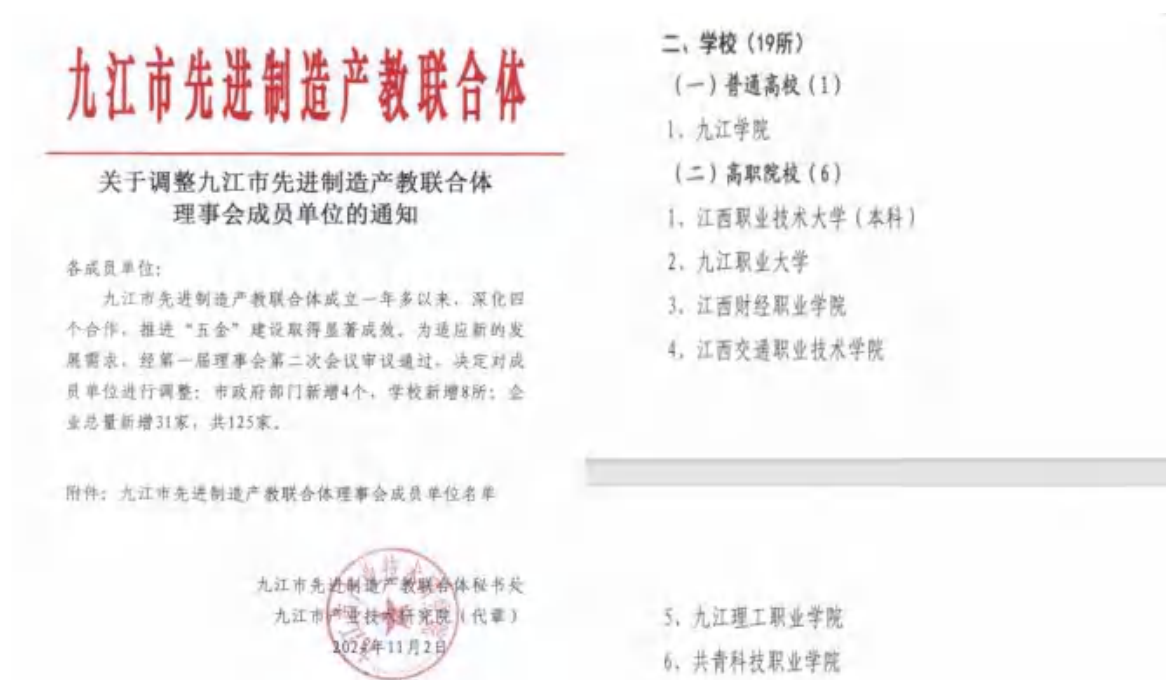 九江市先进制造产教联合体
关于调整九江市先进制造产教联合体
理事会成员单位的通知
各成员单位：
九江市先进制造产教联合体成立一年多以来，深化四
个合作，推进“五金”建设取得显著成效。为适应新的发
展需求，经第一届理事会第二次会议审议通过，决定对成
员单位进行调整：市政府部门新增4个，学校新增8所；企
业总量新增31家，共125家。
附件：九江市先进制造产教联合体理事会成员单位名单
九江市先进制造产教联合体秘书处
九江市产业技术研究院（代章）
2024年11月2日
二、学校（19所）
（一）普通高校（1）
1、九江学院
（二）高职院校（6）
1、江西职业技术大学（本科）
2、九江职业大学
3、江西财经职业学院
4、江西交通职业技术学院
5、九江理工职业学院
6、共青科技职业学院